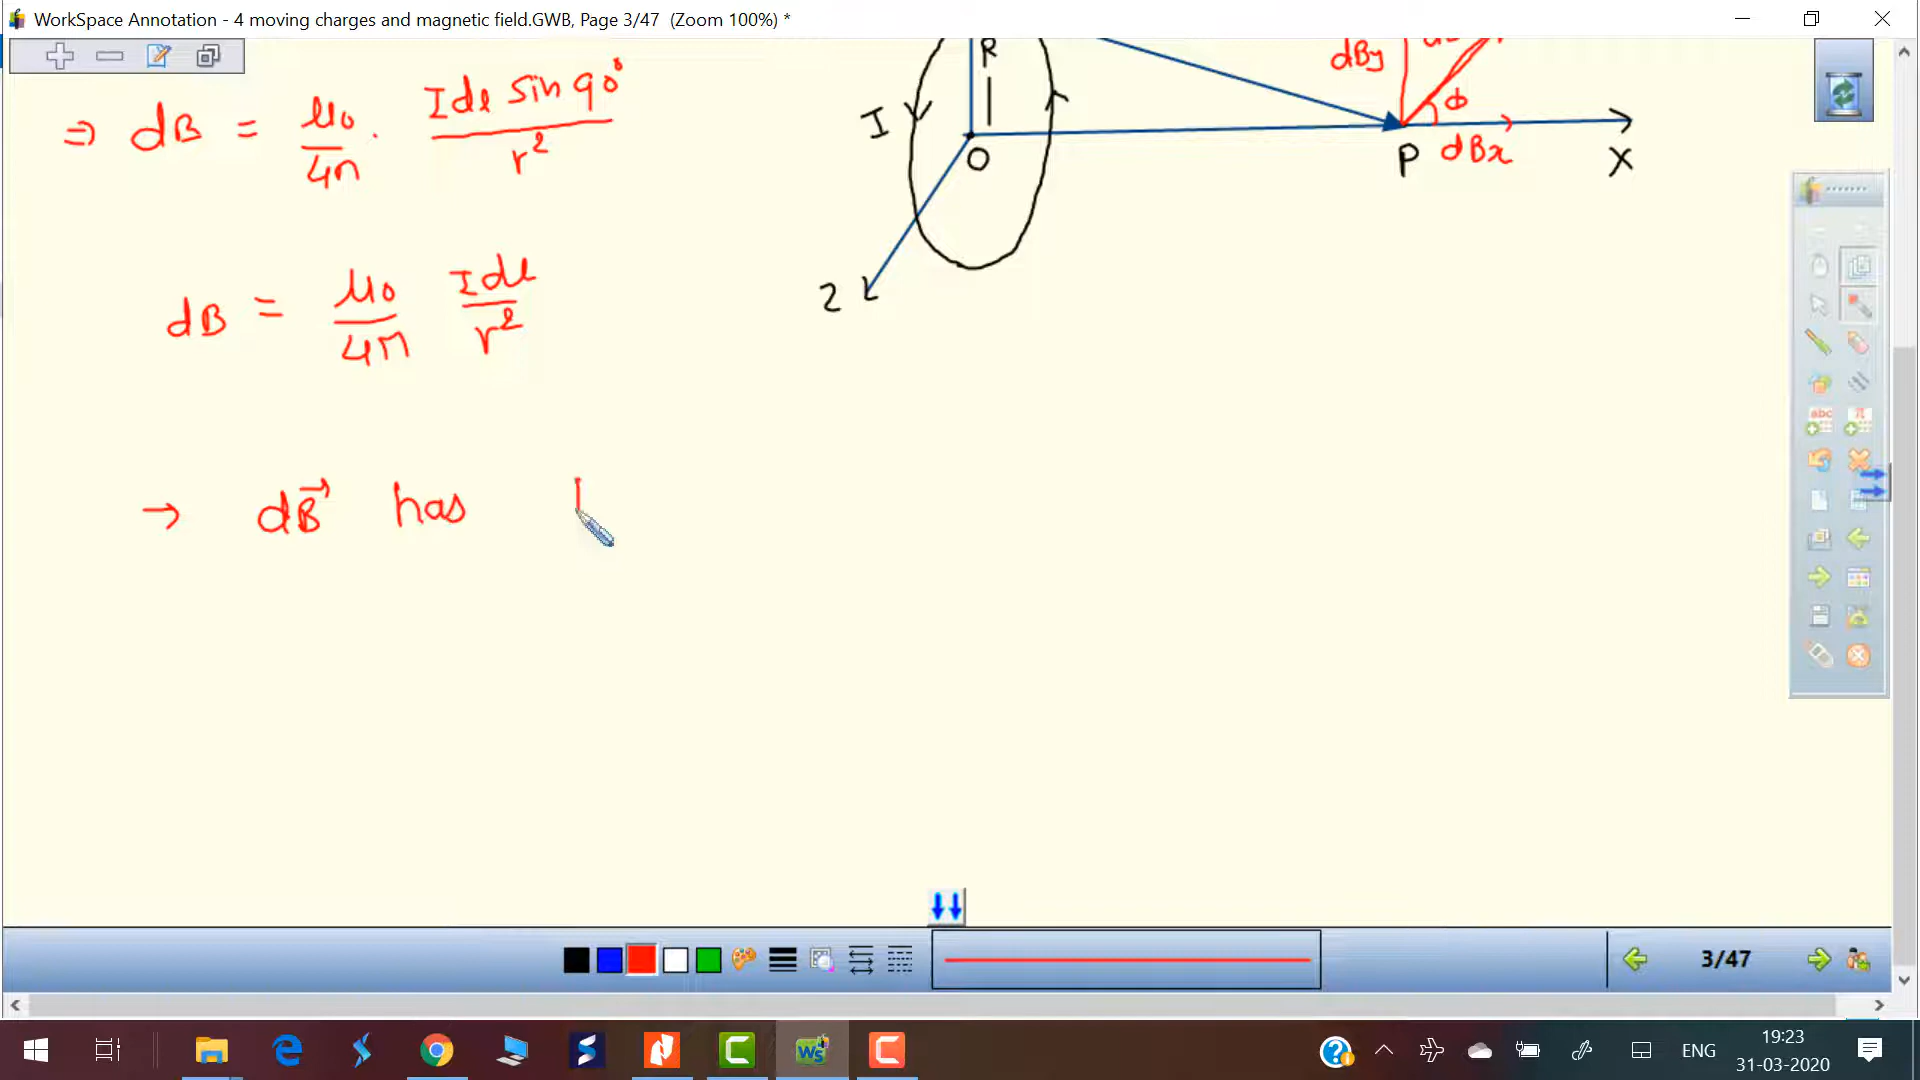 WorkSpace Annotation - 4 moving charges and magnetic field.GWB, Page 3/47 (Zoom 100%) *
⇒ dB = μ0/4π . Idl sin 90°/r²
dB = μ0/4π Idl/r²
→ dB⃗ has
R
I
O
Z
dBy
ϕ
P
dBx
X
abc
π
3/47
ws
ENG
19:23
31-03-2020